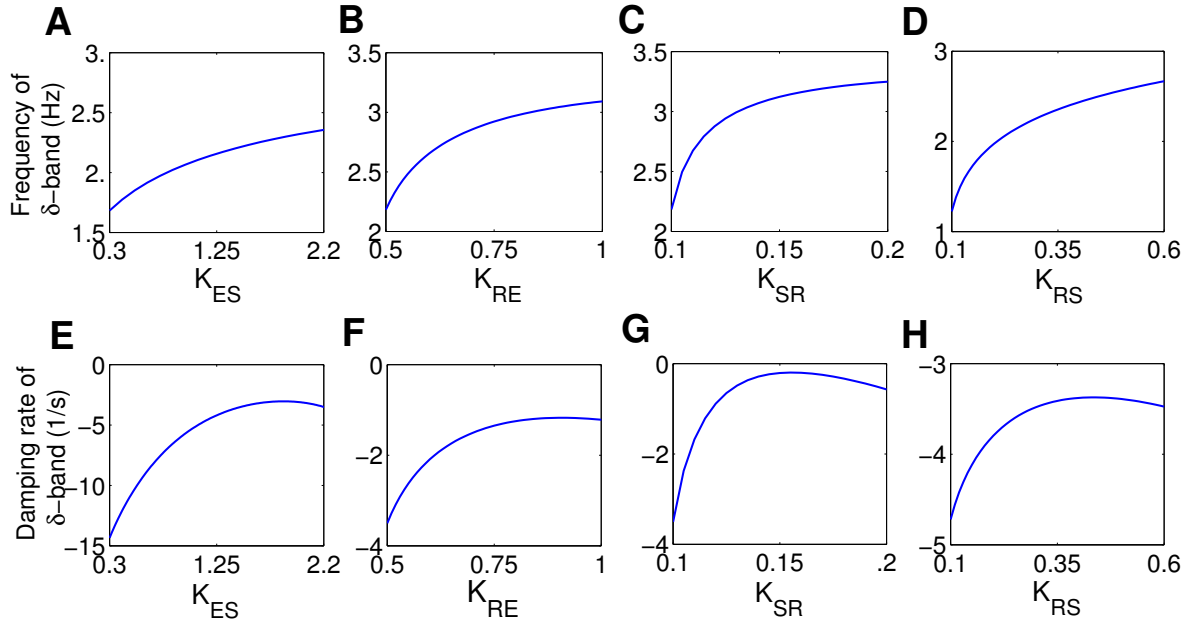 A
B
C
D
Frequency of
δ−band (Hz)
3.
2.5
2.
1.5
0.3
1.25
2.2
K_ES
3.5
3
2.5
2
0.5
0.75
1
K_RE
3.5
3
2.5
3.5
2
0.1
0.15
0.2
K_SR
3
2
1
0.1
0.35
0.6
K_RS
E
F
G
H
Damping rate of
δ−band (1/s)
0
−5
−10
−15
0.3
1.25
2.2
K_ES
0
−2
−4
0.5
0.75
1
K_RE
0
−2
−4
0.1
0.15
.2
K_SR
−3
−4
−5
0.1
0.35
0.6
K_RS